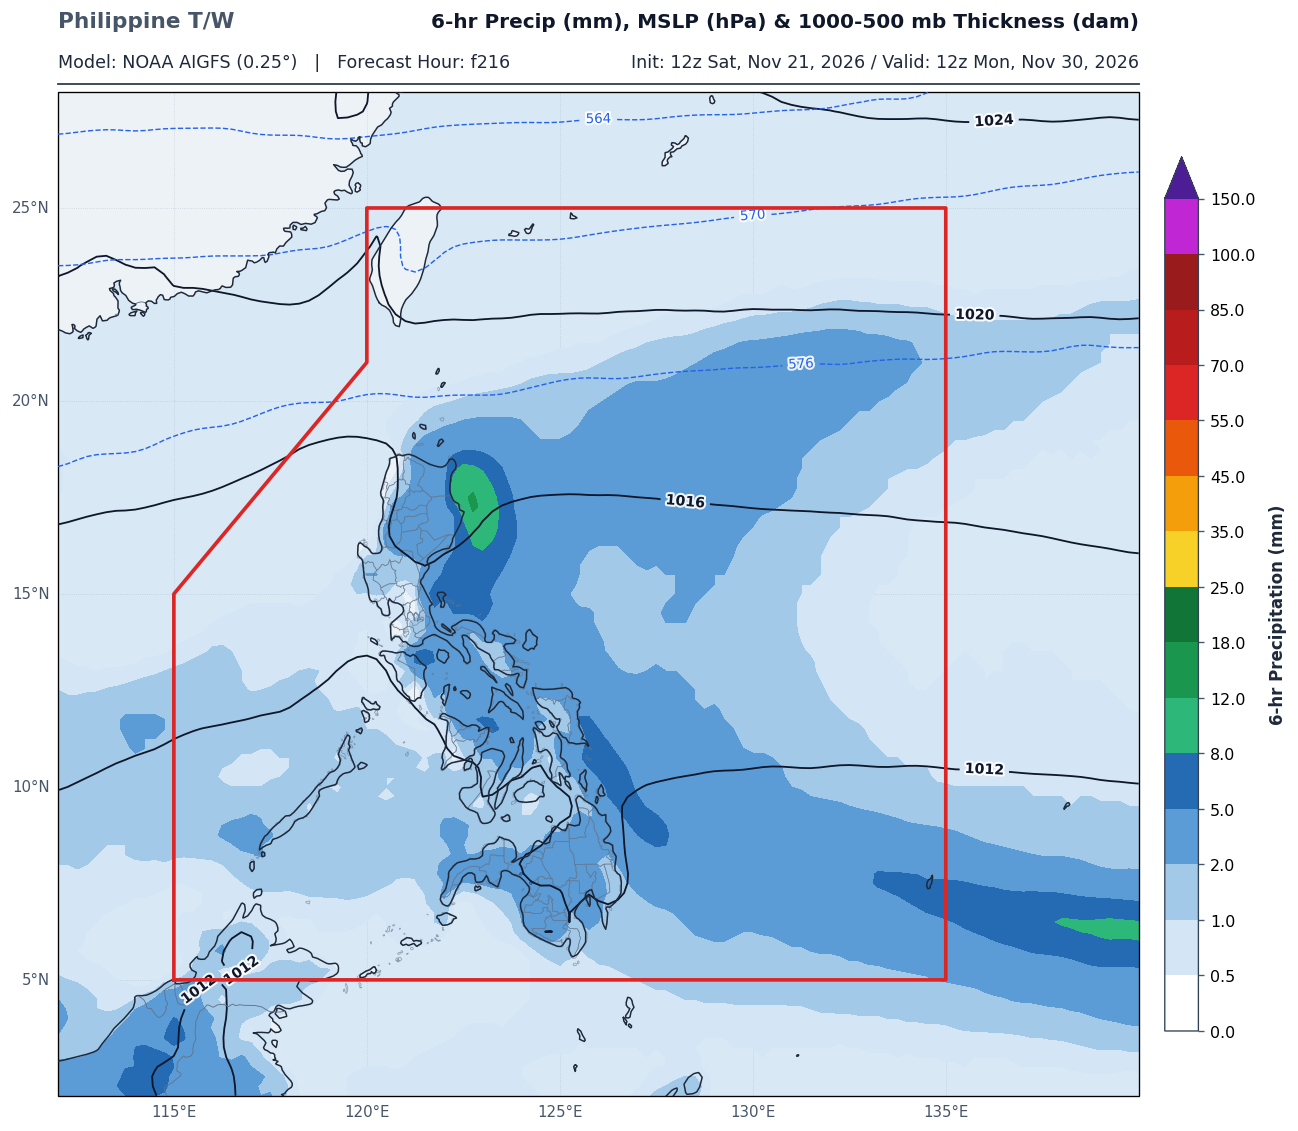 Philippine T/W
6-hr Precip (mm), MSLP (hPa) & 1000-500 mb Thickness (dam)
Model: NOAA AIGFS (0.25°) | Forecast Hour: f216
Init: 12z Sat, Nov 21, 2026 / Valid: 12z Mon, Nov 30, 2026
564
1024
570
1020
576
1016
1012
1012
1012
25°N
20°N
15°N
10°N
5°N
115°E
120°E
125°E
130°E
135°E
150.0
100.0
85.0
70.0
55.0
45.0
35.0
25.0
18.0
12.0
8.0
5.0
2.0
1.0
0.5
0.0
6-hr Precipitation (mm)